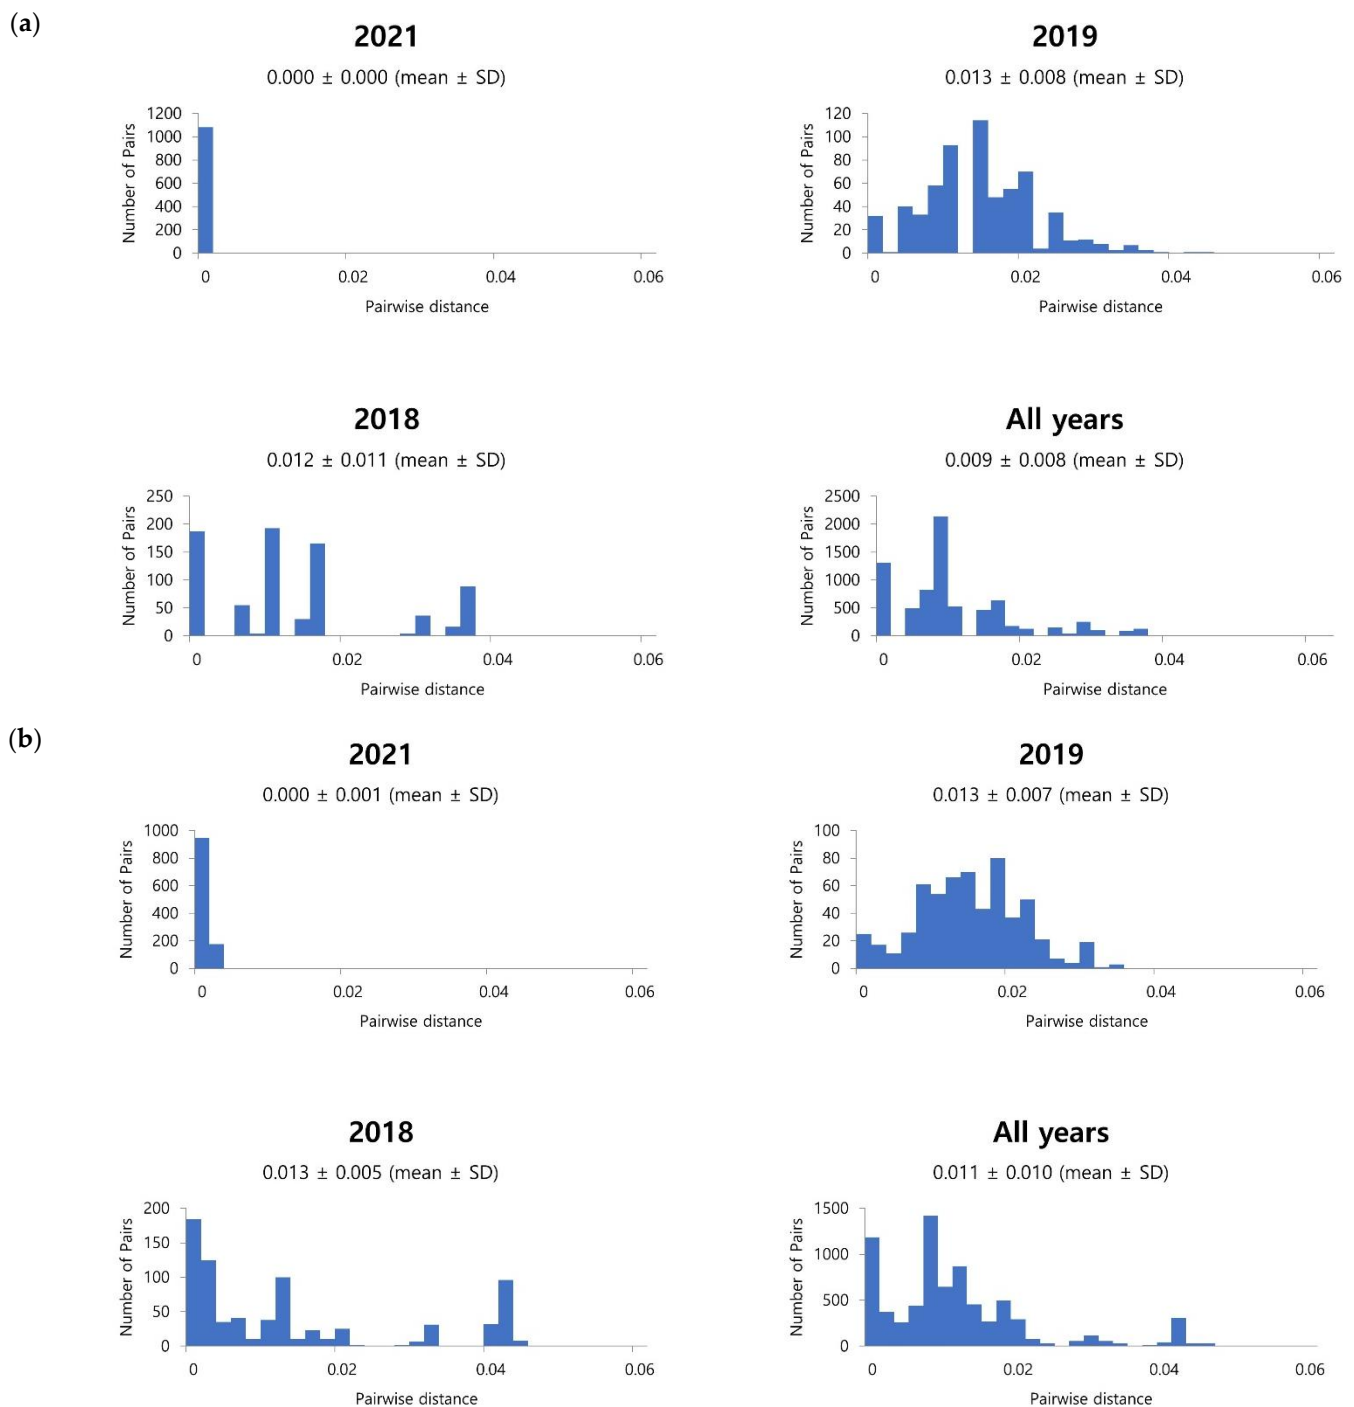 (a)
2021
0.000 ± 0.000 (mean ± SD)
Number of Pairs
1200
1000
800
600
400
200
0
0 0.02 0.04 0.06
Pairwise distance
2019
0.013 ± 0.008 (mean ± SD)
Number of Pairs
120
100
80
60
40
20
0
0 0.02 0.04 0.06
Pairwise distance
2018
0.012 ± 0.011 (mean ± SD)
Number of Pairs
250
200
150
100
50
0
0 0.02 0.04 0.06
Pairwise distance
All years
0.009 ± 0.008 (mean ± SD)
Number of Pairs
2500
2000
1500
1000
500
0
0 0.02 0.04 0.06
Pairwise distance
(b)
2021
0.000 ± 0.001 (mean ± SD)
Number of Pairs
1000
800
600
400
200
0
0 0.02 0.04 0.06
Pairwise distance
2019
0.013 ± 0.007 (mean ± SD)
Number of Pairs
100
80
60
40
20
0
0 0.02 0.04 0.06
Pairwise distance
2018
0.013 ± 0.005 (mean ± SD)
Number of Pairs
200
150
100
50
0
0 0.02 0.04 0.06
Pairwise distance
All years
0.011 ± 0.010 (mean ± SD)
Number of Pairs
1500
1000
500
0
0 0.02 0.04 0.06
Pairwise distance